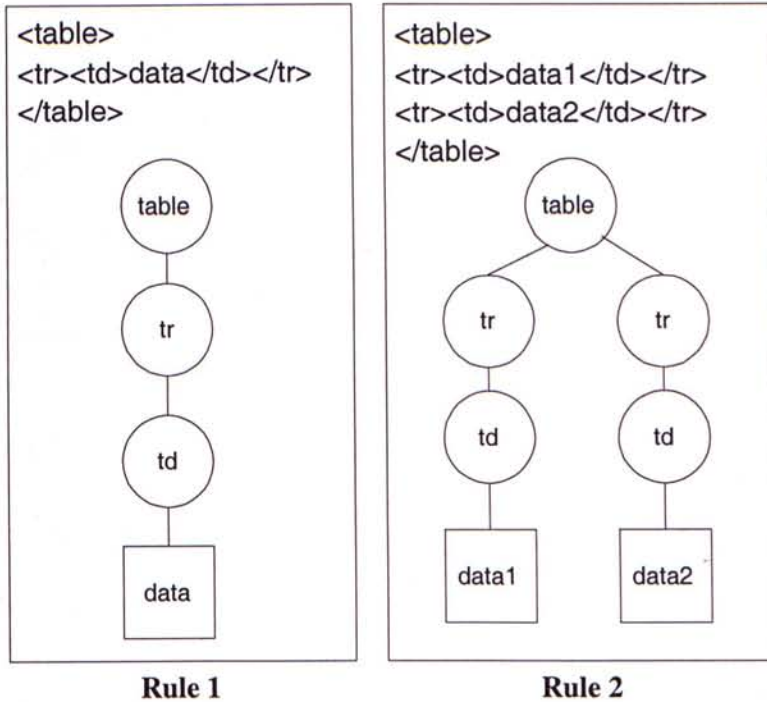 <table>
<tr><td>data</td></tr>
</table>
table
tr
td
data
Rule 1
<table>
<tr><td>data1</td></tr>
<tr><td>data2</td></tr>
</table>
table
tr tr
td td
data1 data2
Rule 2